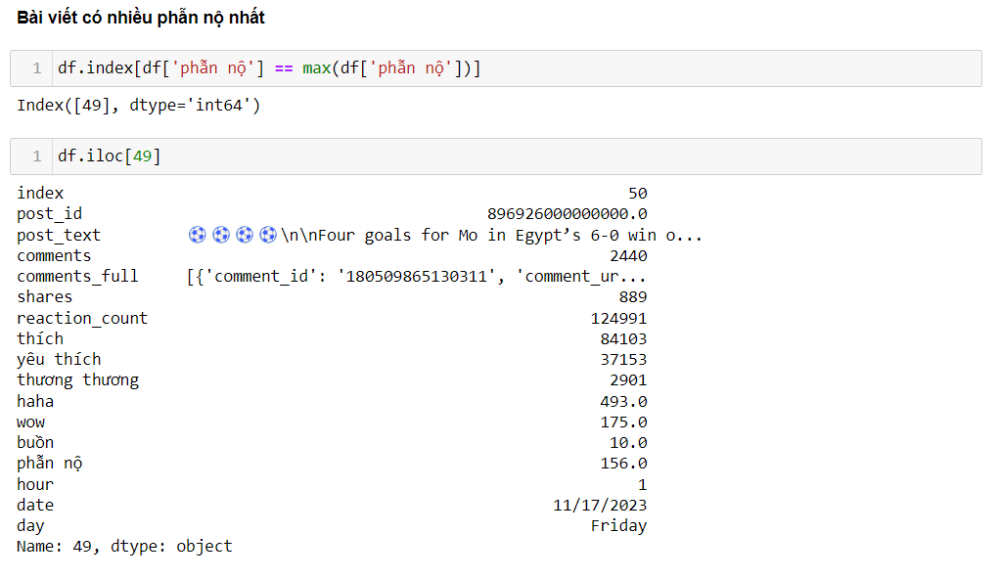 Bài viết có nhiều phẫn nộ nhất
1 df.index[df['phẫn nộ'] == max(df['phẫn nộ'])]
Index([49], dtype='int64')
1 df.iloc[49]
index 50
post_id 896926000000000.0
post_text ⚽⚽⚽⚽\n\nFour goals for Mo in Egypt’s 6-0 win o...
comments 2440
comments_full [{'comment_id': '180509865130311', 'comment_ur...
shares 889
reaction_count 124991
thích 84103
yêu thích 37153
thương thương 2901
haha 493.0
wow 175.0
buồn 10.0
phẫn nộ 156.0
hour 1
date 11/17/2023
day Friday
Name: 49, dtype: object